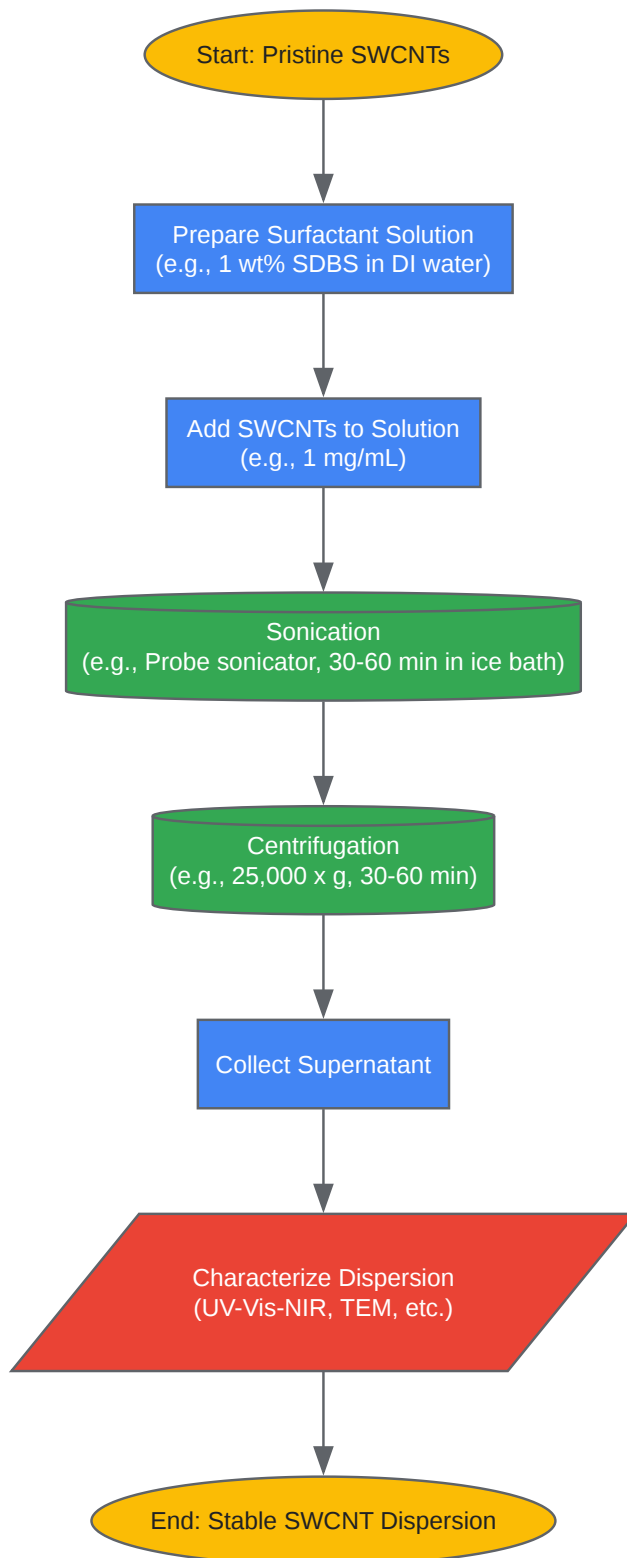 Start: Pristine SWCNTs
Prepare Surfactant Solution
(e.g., 1 wt% SDBS in DI water)
Add SWCNTs to Solution
(e.g., 1 mg/mL)
Sonication
(e.g., Probe sonicator, 30-60 min in ice bath)
Centrifugation
(e.g., 25,000 x g, 30-60 min)
Collect Supernatant
Characterize Dispersion
(UV-Vis-NIR, TEM, etc.)
End: Stable SWCNT Dispersion